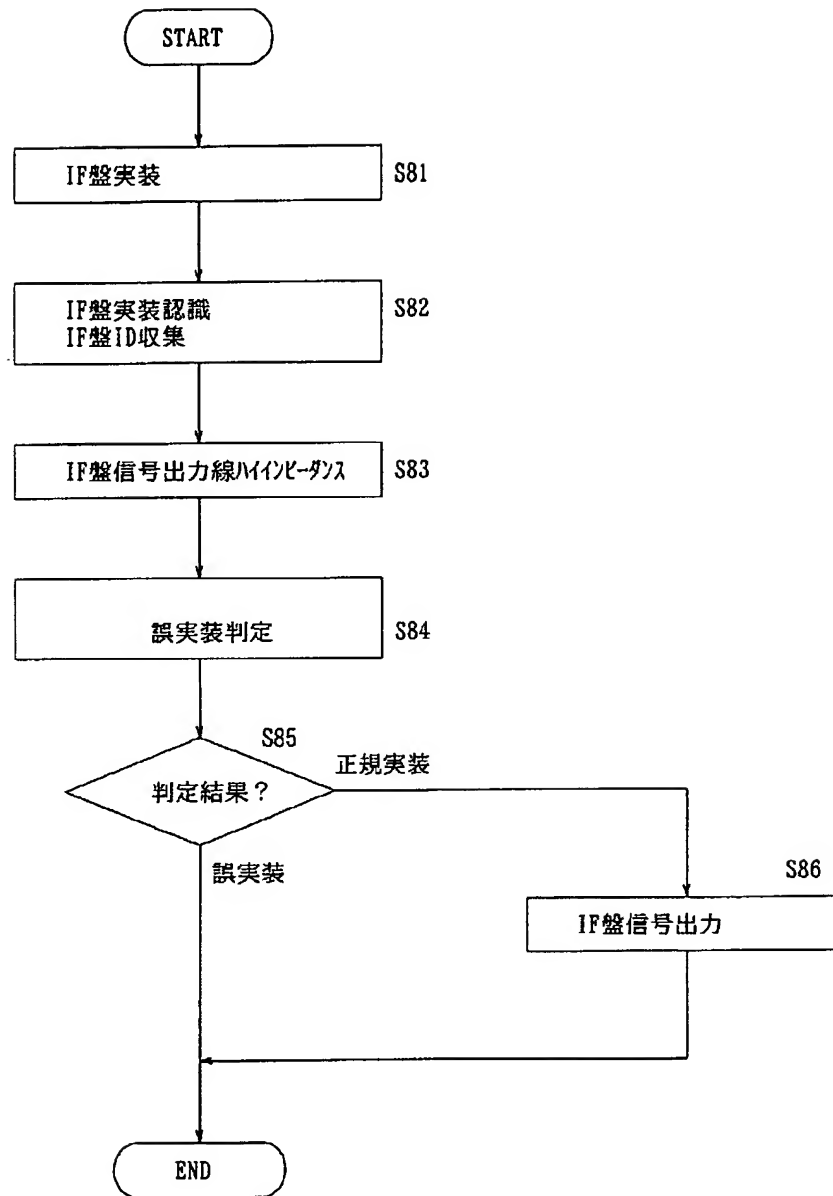 START
IF盤実装
S81
IF盤実装認識
IF盤ID収集
S82
IF盤信号出力線ﾊｲｲﾝﾋﾟｰﾀﾞﾝｽ
S83
誤実装判定
S84
S85
判定結果?
正規実装
誤実装
S86
IF盤信号出力
END